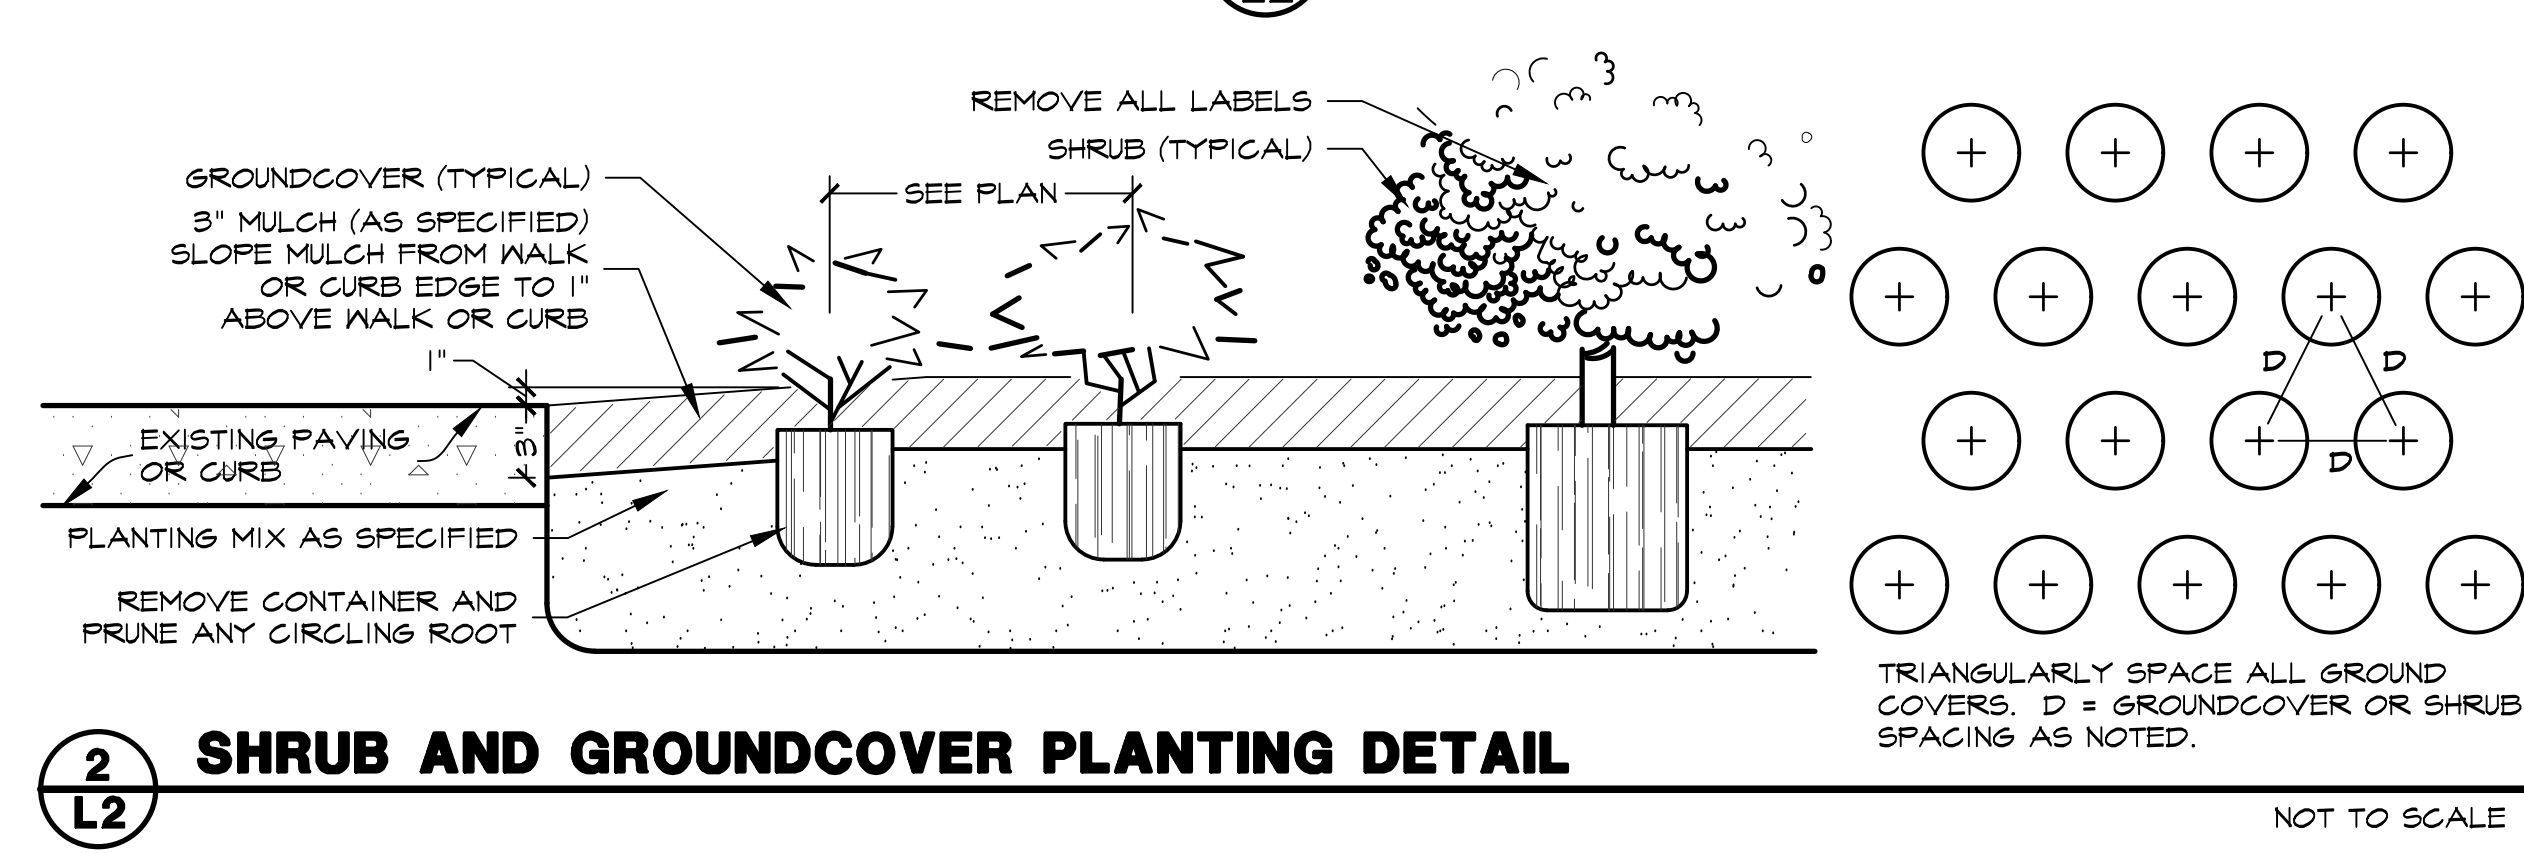 REMOVE ALL LABELS
SHRUB (TYPICAL)
GROUNDCOVER (TYPICAL)
SEE PLAN
3" MULCH (AS SPECIFIED)
SLOPE MULCH FROM WALK
OR CURB EDGE TO 1"
ABOVE WALK OR CURB
1"
3"
EXISTING PAVING
OR CURB
PLANTING MIX AS SPECIFIED
REMOVE CONTAINER AND
PRUNE ANY CIRCLING ROOT
D
D
D
TRIANGULARLY SPACE ALL GROUND
COVERS. D = GROUNDCOVER OR SHRUB
SPACING AS NOTED.
2
L2
SHRUB AND GROUNDCOVER PLANTING DETAIL
NOT TO SCALE